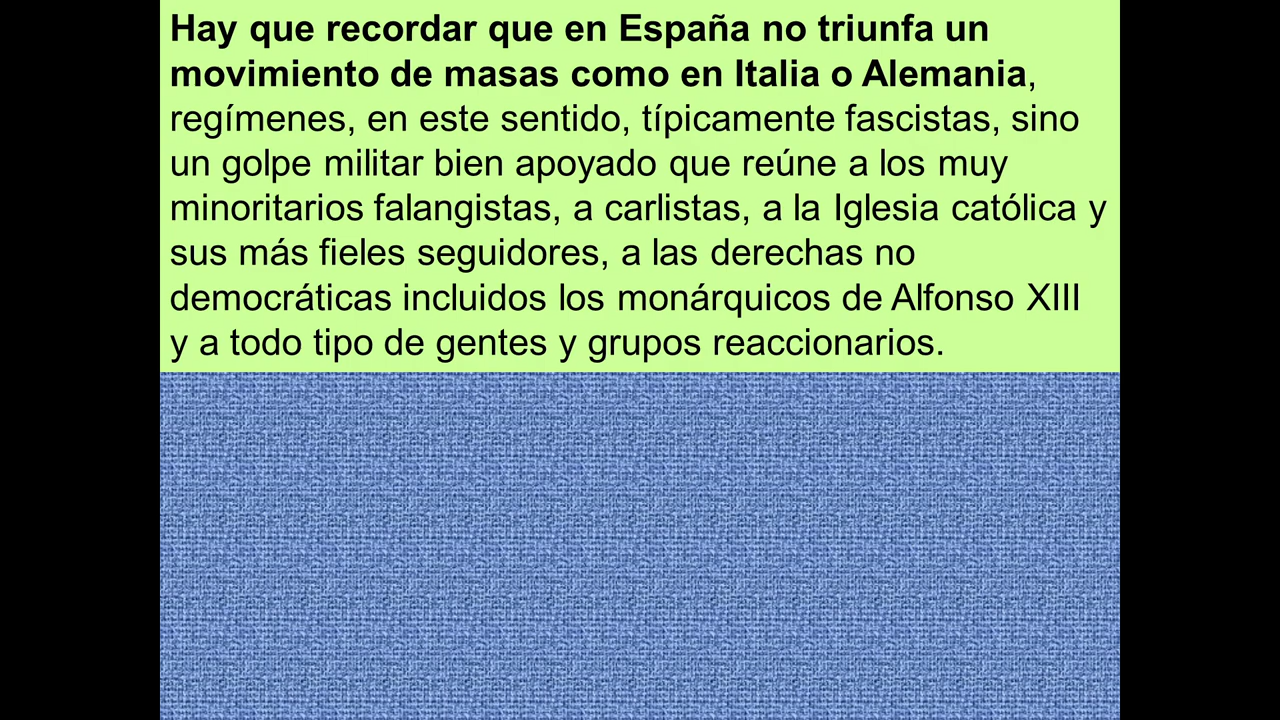 Hay que recordar que en España no triunfa un
movimiento de masas como en Italia o Alemania,
regímenes, en este sentido, típicamente fascistas, sino
un golpe militar bien apoyado que reúne a los muy
minoritarios falangistas, a carlistas, a la Iglesia católica y
sus más fieles seguidores, a las derechas no
democráticas incluidos los monárquicos de Alfonso XIII
y a todo tipo de gentes y grupos reaccionarios.